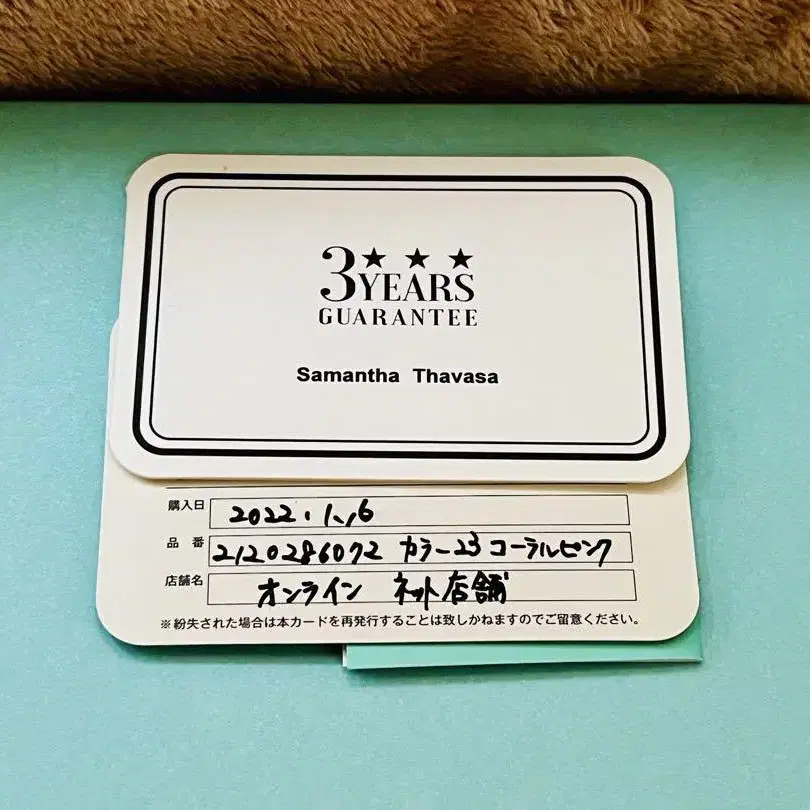 3★ ★ ★
YEARS
GUARANTEE
Samantha Thavasa
購入日 2022.1.16
品 番 2120286072 カラー23 コーラルピンク
店舗名 オンライン ネット店舗
※紛失された場合は本カードを再発行することは致しかねますのでご留意ください。